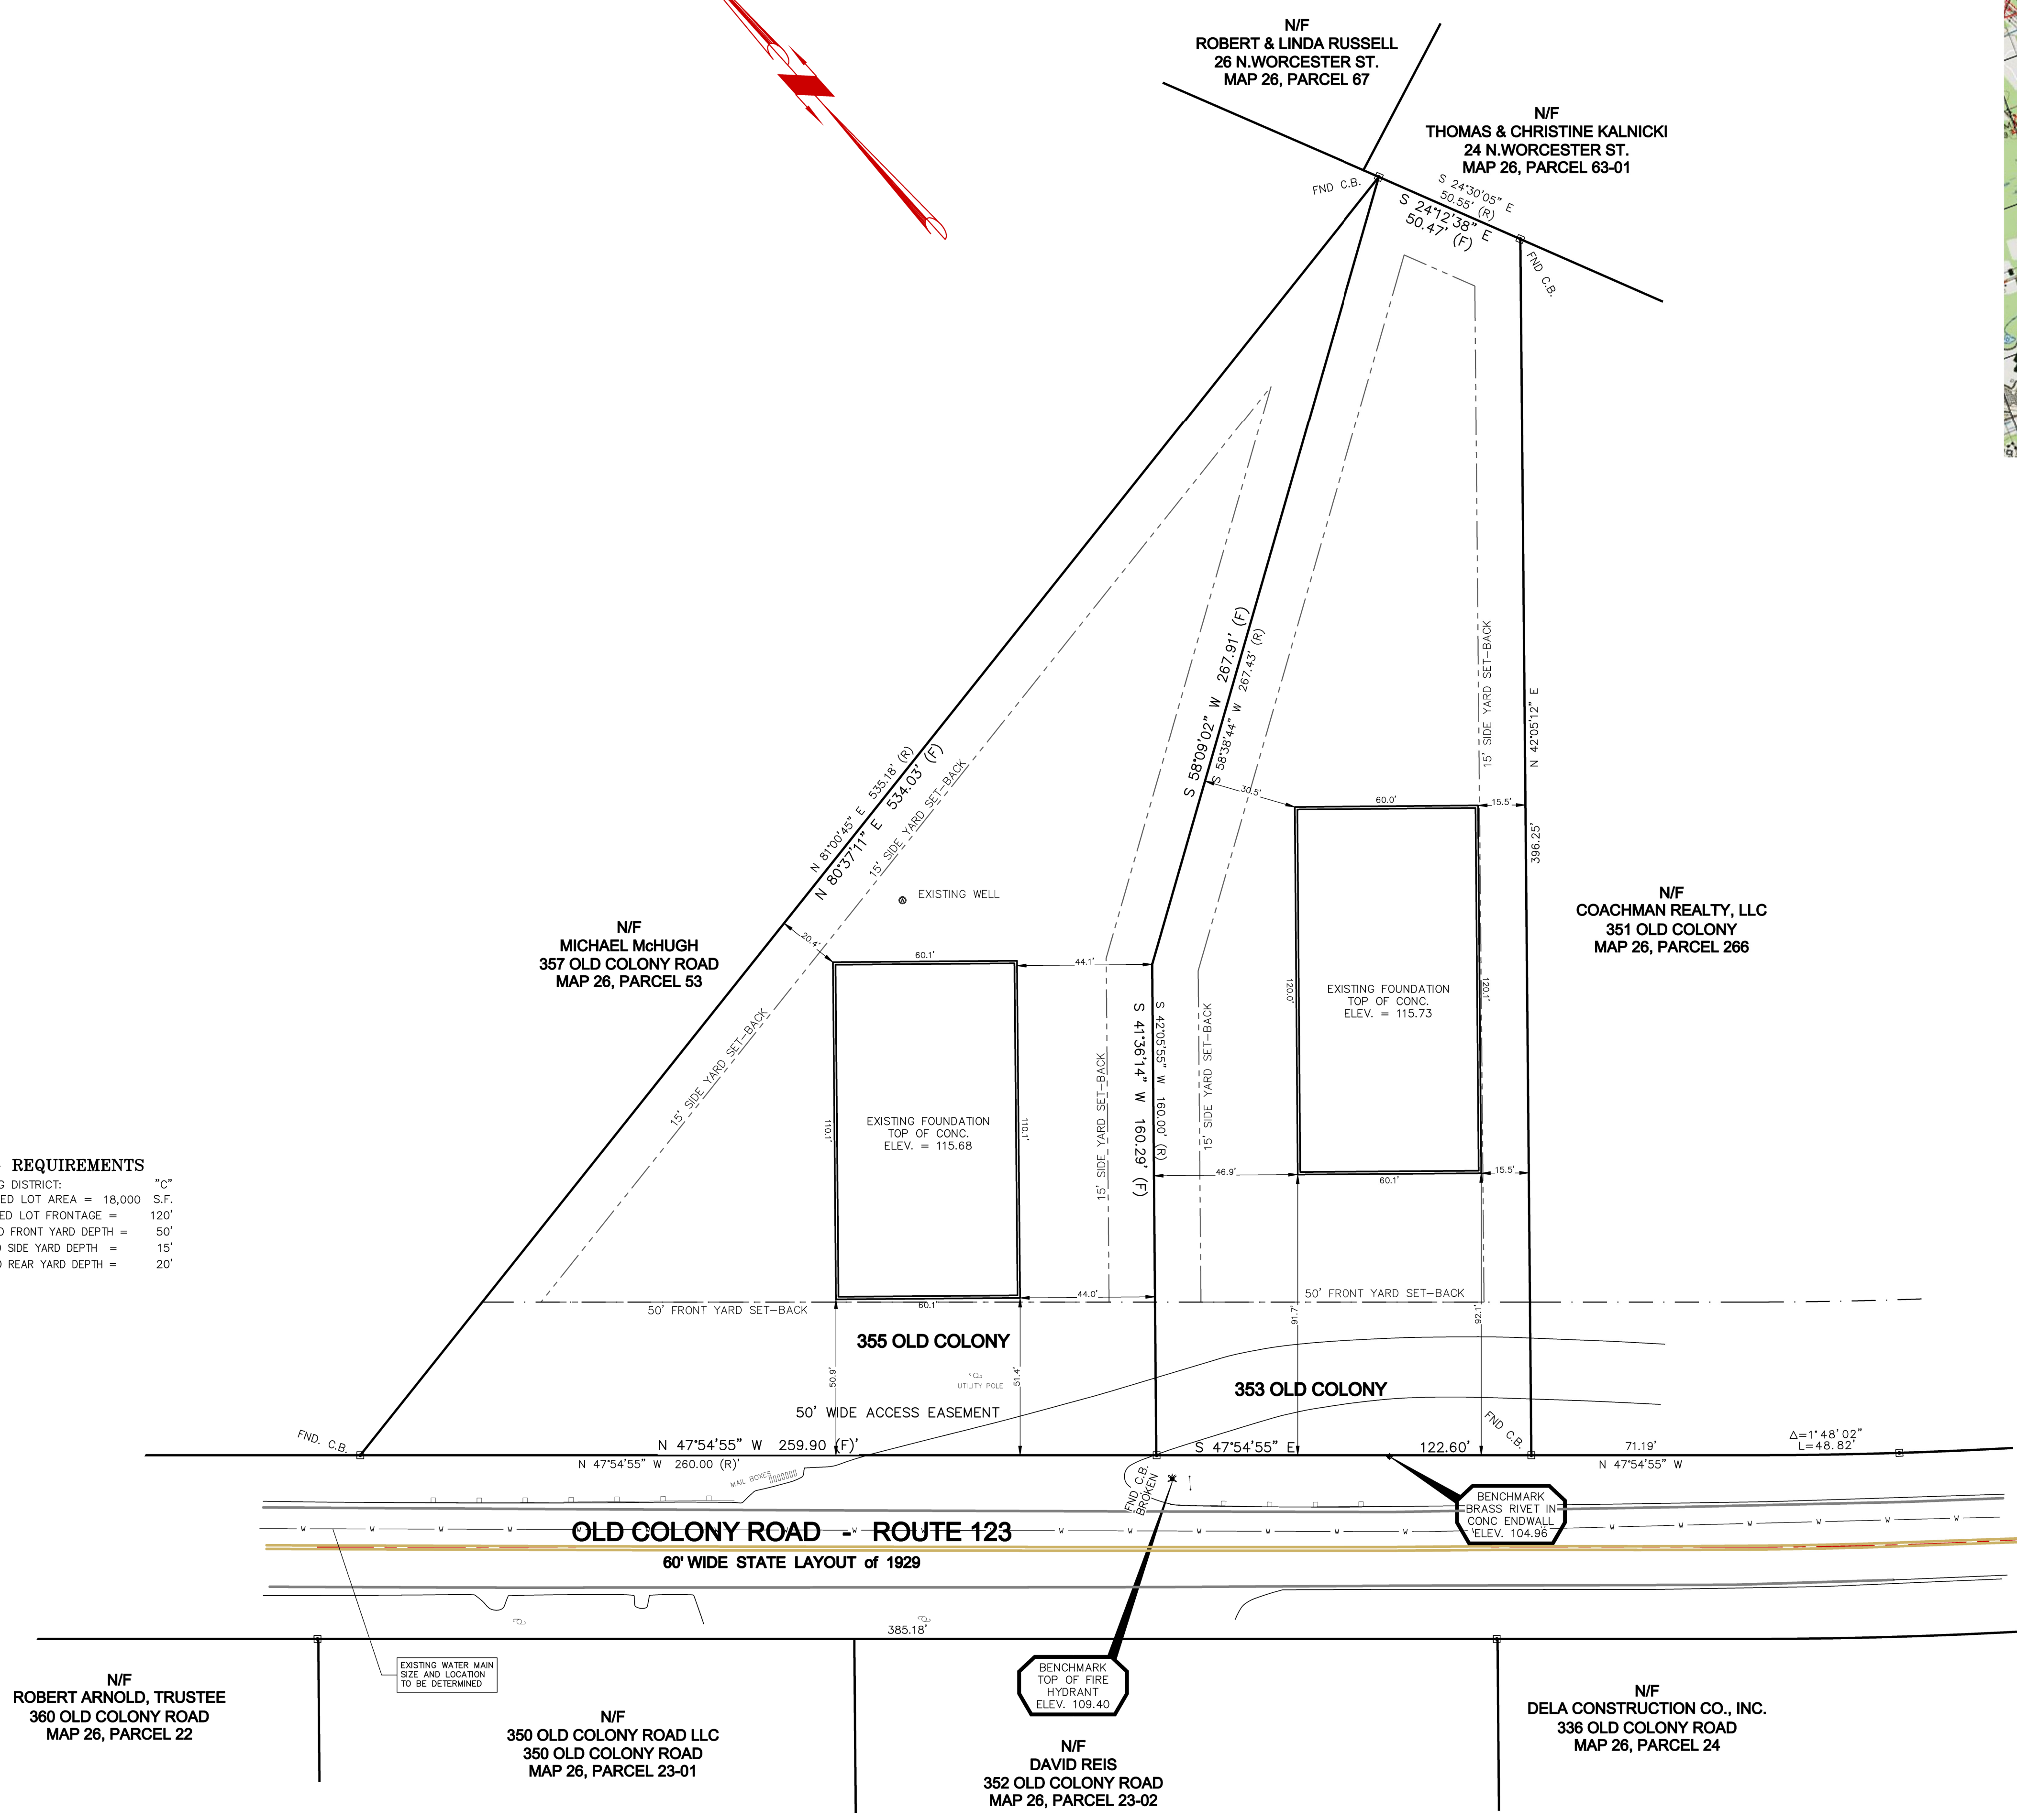 N/F
ROBERT & LINDA RUSSELL
26 N.WORCESTER ST.
MAP 26, PARCEL 67
N/F
THOMAS & CHRISTINE KALNICKI
24 N.WORCESTER ST.
MAP 26, PARCEL 63-01
FND C.B.
S 24°30'05" E
50.55' (R)
S 24°12'38" E
50.47' (F)
FND C.B.
15' SIDE YARD SET-BACK
N 42°05'12" E
396.25'
S 58°09'02" W 267.91' (F)
S 58°38'44" W 267.43' (R)
N 81°00'45" E 535.18' (R)
N 80°37'11" E 534.03' (F)
15' SIDE YARD SET-BACK
30.5'
60.0'
15.5'
EXISTING WELL
N/F
COACHMAN REALTY, LLC
351 OLD COLONY
MAP 26, PARCEL 266
N/F
MICHAEL McHUGH
357 OLD COLONY ROAD
MAP 26, PARCEL 53
20.4'
60.1'
44.1'
120.0'
EXISTING FOUNDATION
TOP OF CONC.
ELEV. = 115.73
120.1'
15' SIDE YARD SET-BACK
110.1'
EXISTING FOUNDATION
TOP OF CONC.
ELEV. = 115.68
110.1'
15' SIDE YARD SET-BACK
S 41°36'14" W 160.29' (F)
S 42°05'55" W 160.00' (R)
15' SIDE YARD SET-BACK
46.9'
60.1'
15.5'
REQUIREMENTS
G DISTRICT: "C"
ED LOT AREA = 18,000 S.F.
ED LOT FRONTAGE = 120'
D FRONT YARD DEPTH = 50'
SIDE YARD DEPTH = 15'
D REAR YARD DEPTH = 20'
50' FRONT YARD SET-BACK
60.1'
44.0'
50' FRONT YARD SET-BACK
91.7'
92.1'
355 OLD COLONY
50.9'
51.4'
UTILITY POLE
353 OLD COLONY
50' WIDE ACCESS EASEMENT
FND. C.B.
FND C.B.
N 47°54'55" W 259.90 (F)'
N 47°54'55" W 260.00 (R)'
S 47°54'55" E
122.60'
71.19'
N 47°54'55" W
Δ=1°48'02"
L=48.82'
MAIL BOXES
FND C.B.
BROKEN
BENCHMARK
BRASS RIVET IN
CONC ENDWALL
ELEV. 104.96
W W W W W W W W W W W W W W W W W W
OLD COLONY ROAD - ROUTE 123
60' WIDE STATE LAYOUT of 1929
385.18'
EXISTING WATER MAIN
SIZE AND LOCATION
TO BE DETERMINED
BENCHMARK
TOP OF FIRE
HYDRANT
ELEV. 109.40
N/F
ROBERT ARNOLD, TRUSTEE
360 OLD COLONY ROAD
MAP 26, PARCEL 22
N/F
350 OLD COLONY ROAD LLC
350 OLD COLONY ROAD
MAP 26, PARCEL 23-01
N/F
DAVID REIS
352 OLD COLONY ROAD
MAP 26, PARCEL 23-02
N/F
DELA CONSTRUCTION CO., INC.
336 OLD COLONY ROAD
MAP 26, PARCEL 24